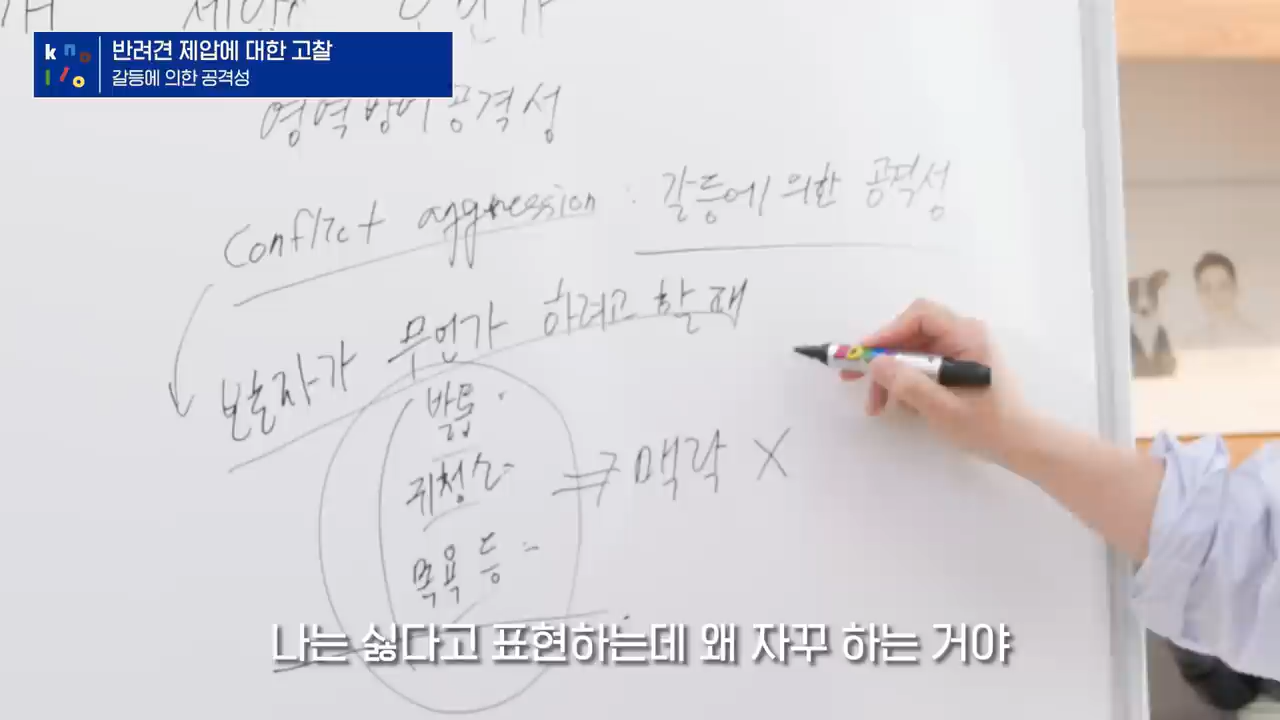 knollo
반려견 제압에 대한 고찰
갈등에 의한 공격성
영역방어 공격성
Conflict aggression : 갈등에 의한 공격성
보호자가 무언가 하려고 할 때
발톱
귀청소
목욕 등
⇒ 맥락 X
나는 싫다고 표현하는데 왜 자꾸 하는 거야